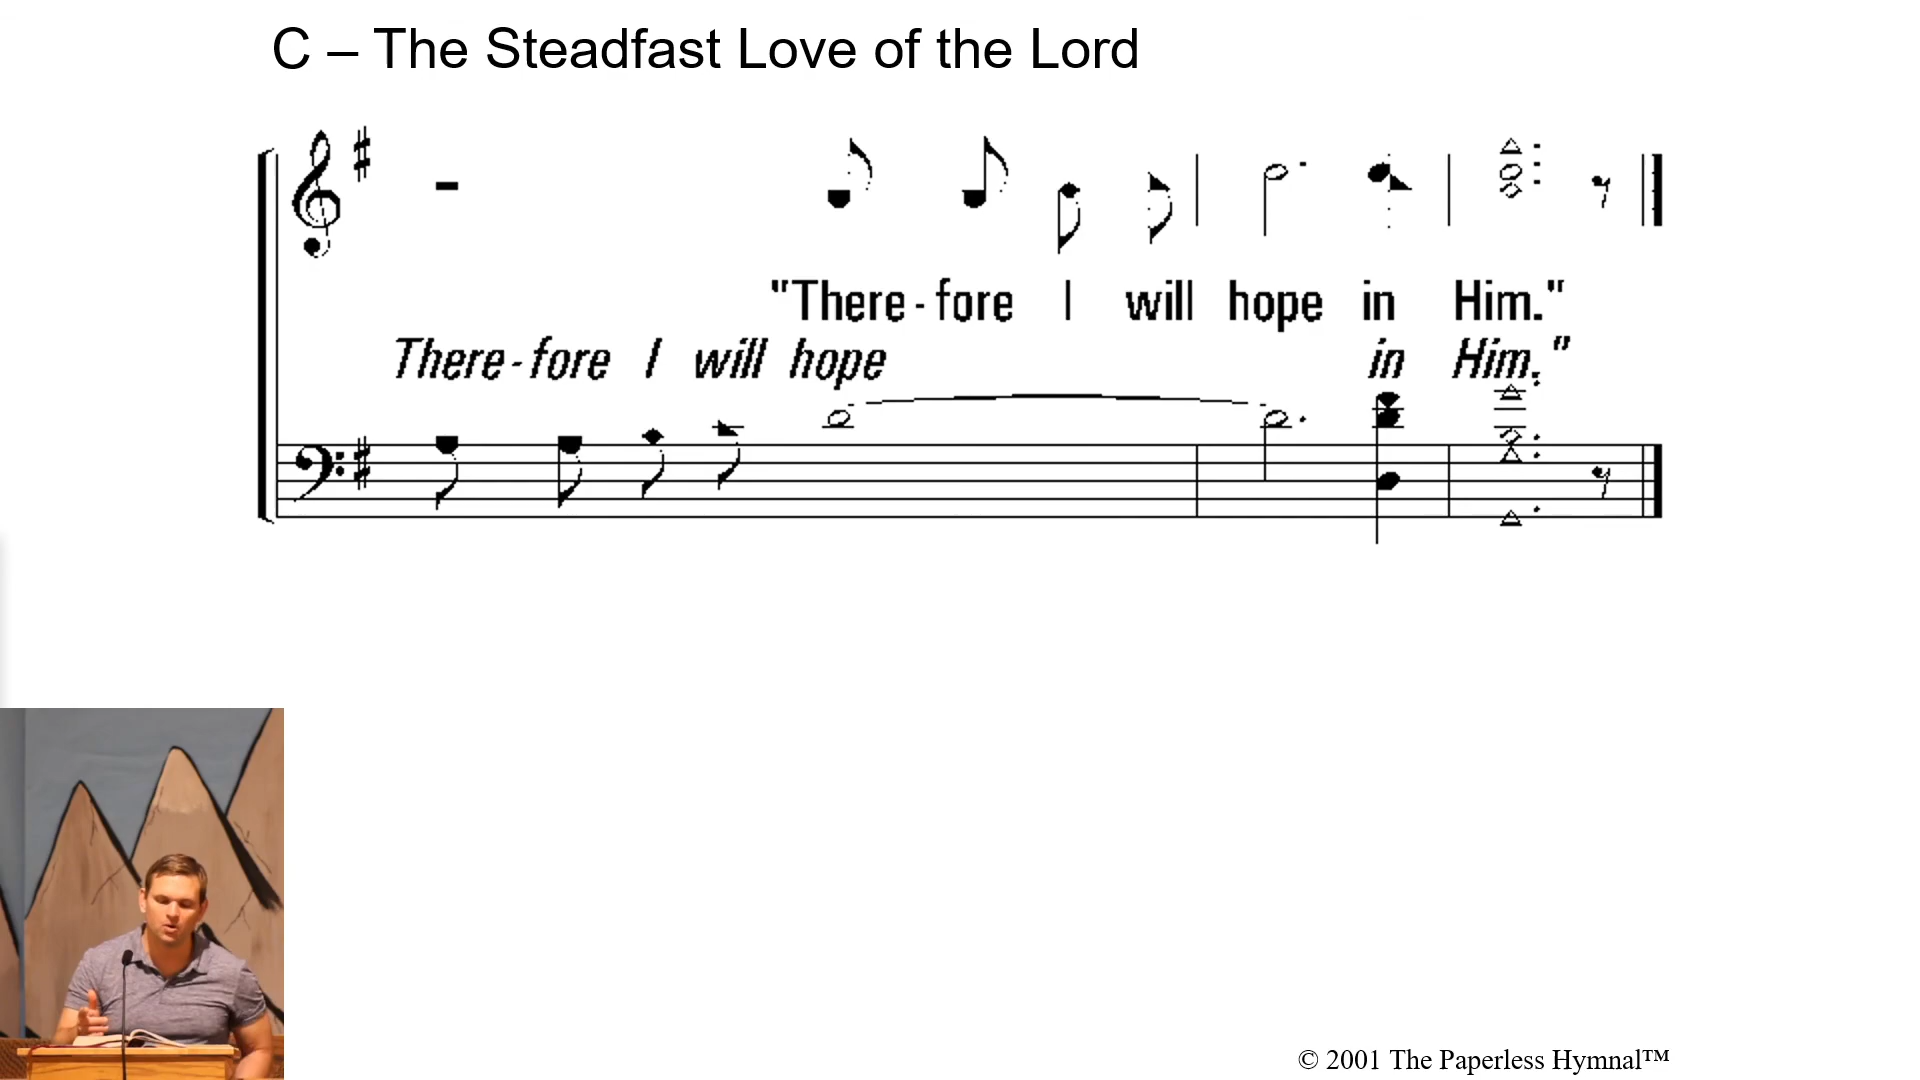 C – The Steadfast Love of the Lord
"There-fore I will hope in Him."
There-fore I will hope in Him."
© 2001 The Paperless Hymnal™